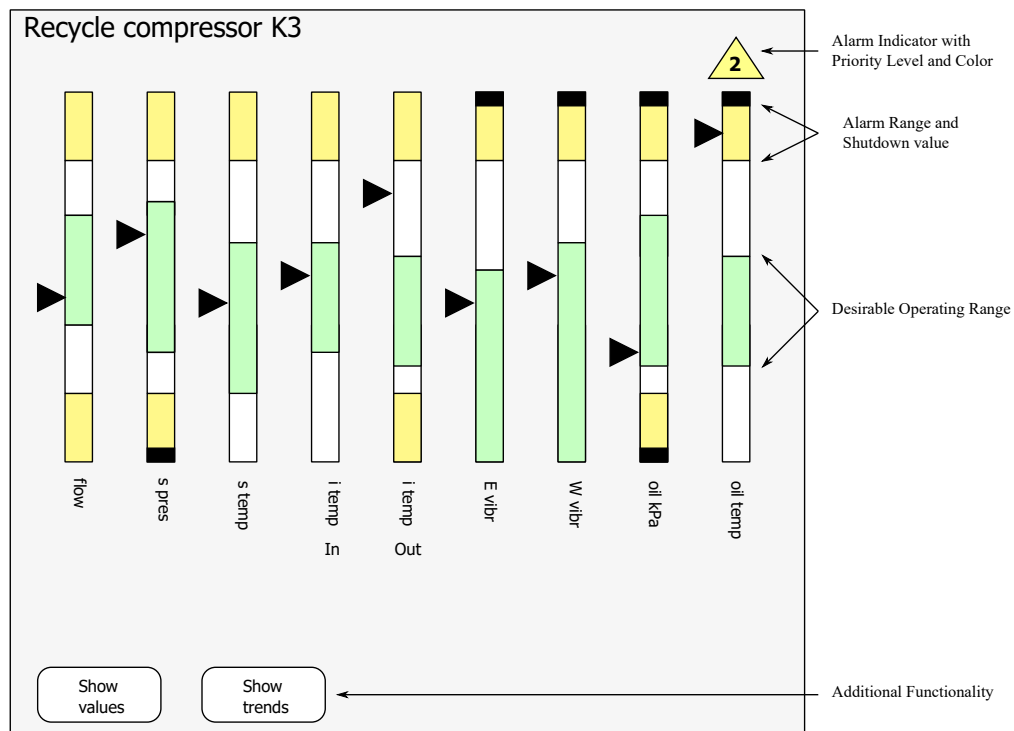 Recycle compressor K3
2
Alarm Indicator with
Priority Level and Color
Alarm Range and
Shutdown value
Desirable Operating Range
flow
s pres
s temp
i temp
In
i temp
Out
E vibr
W vibr
oil kPa
oil temp
Show
values
Show
trends
Additional Functionality